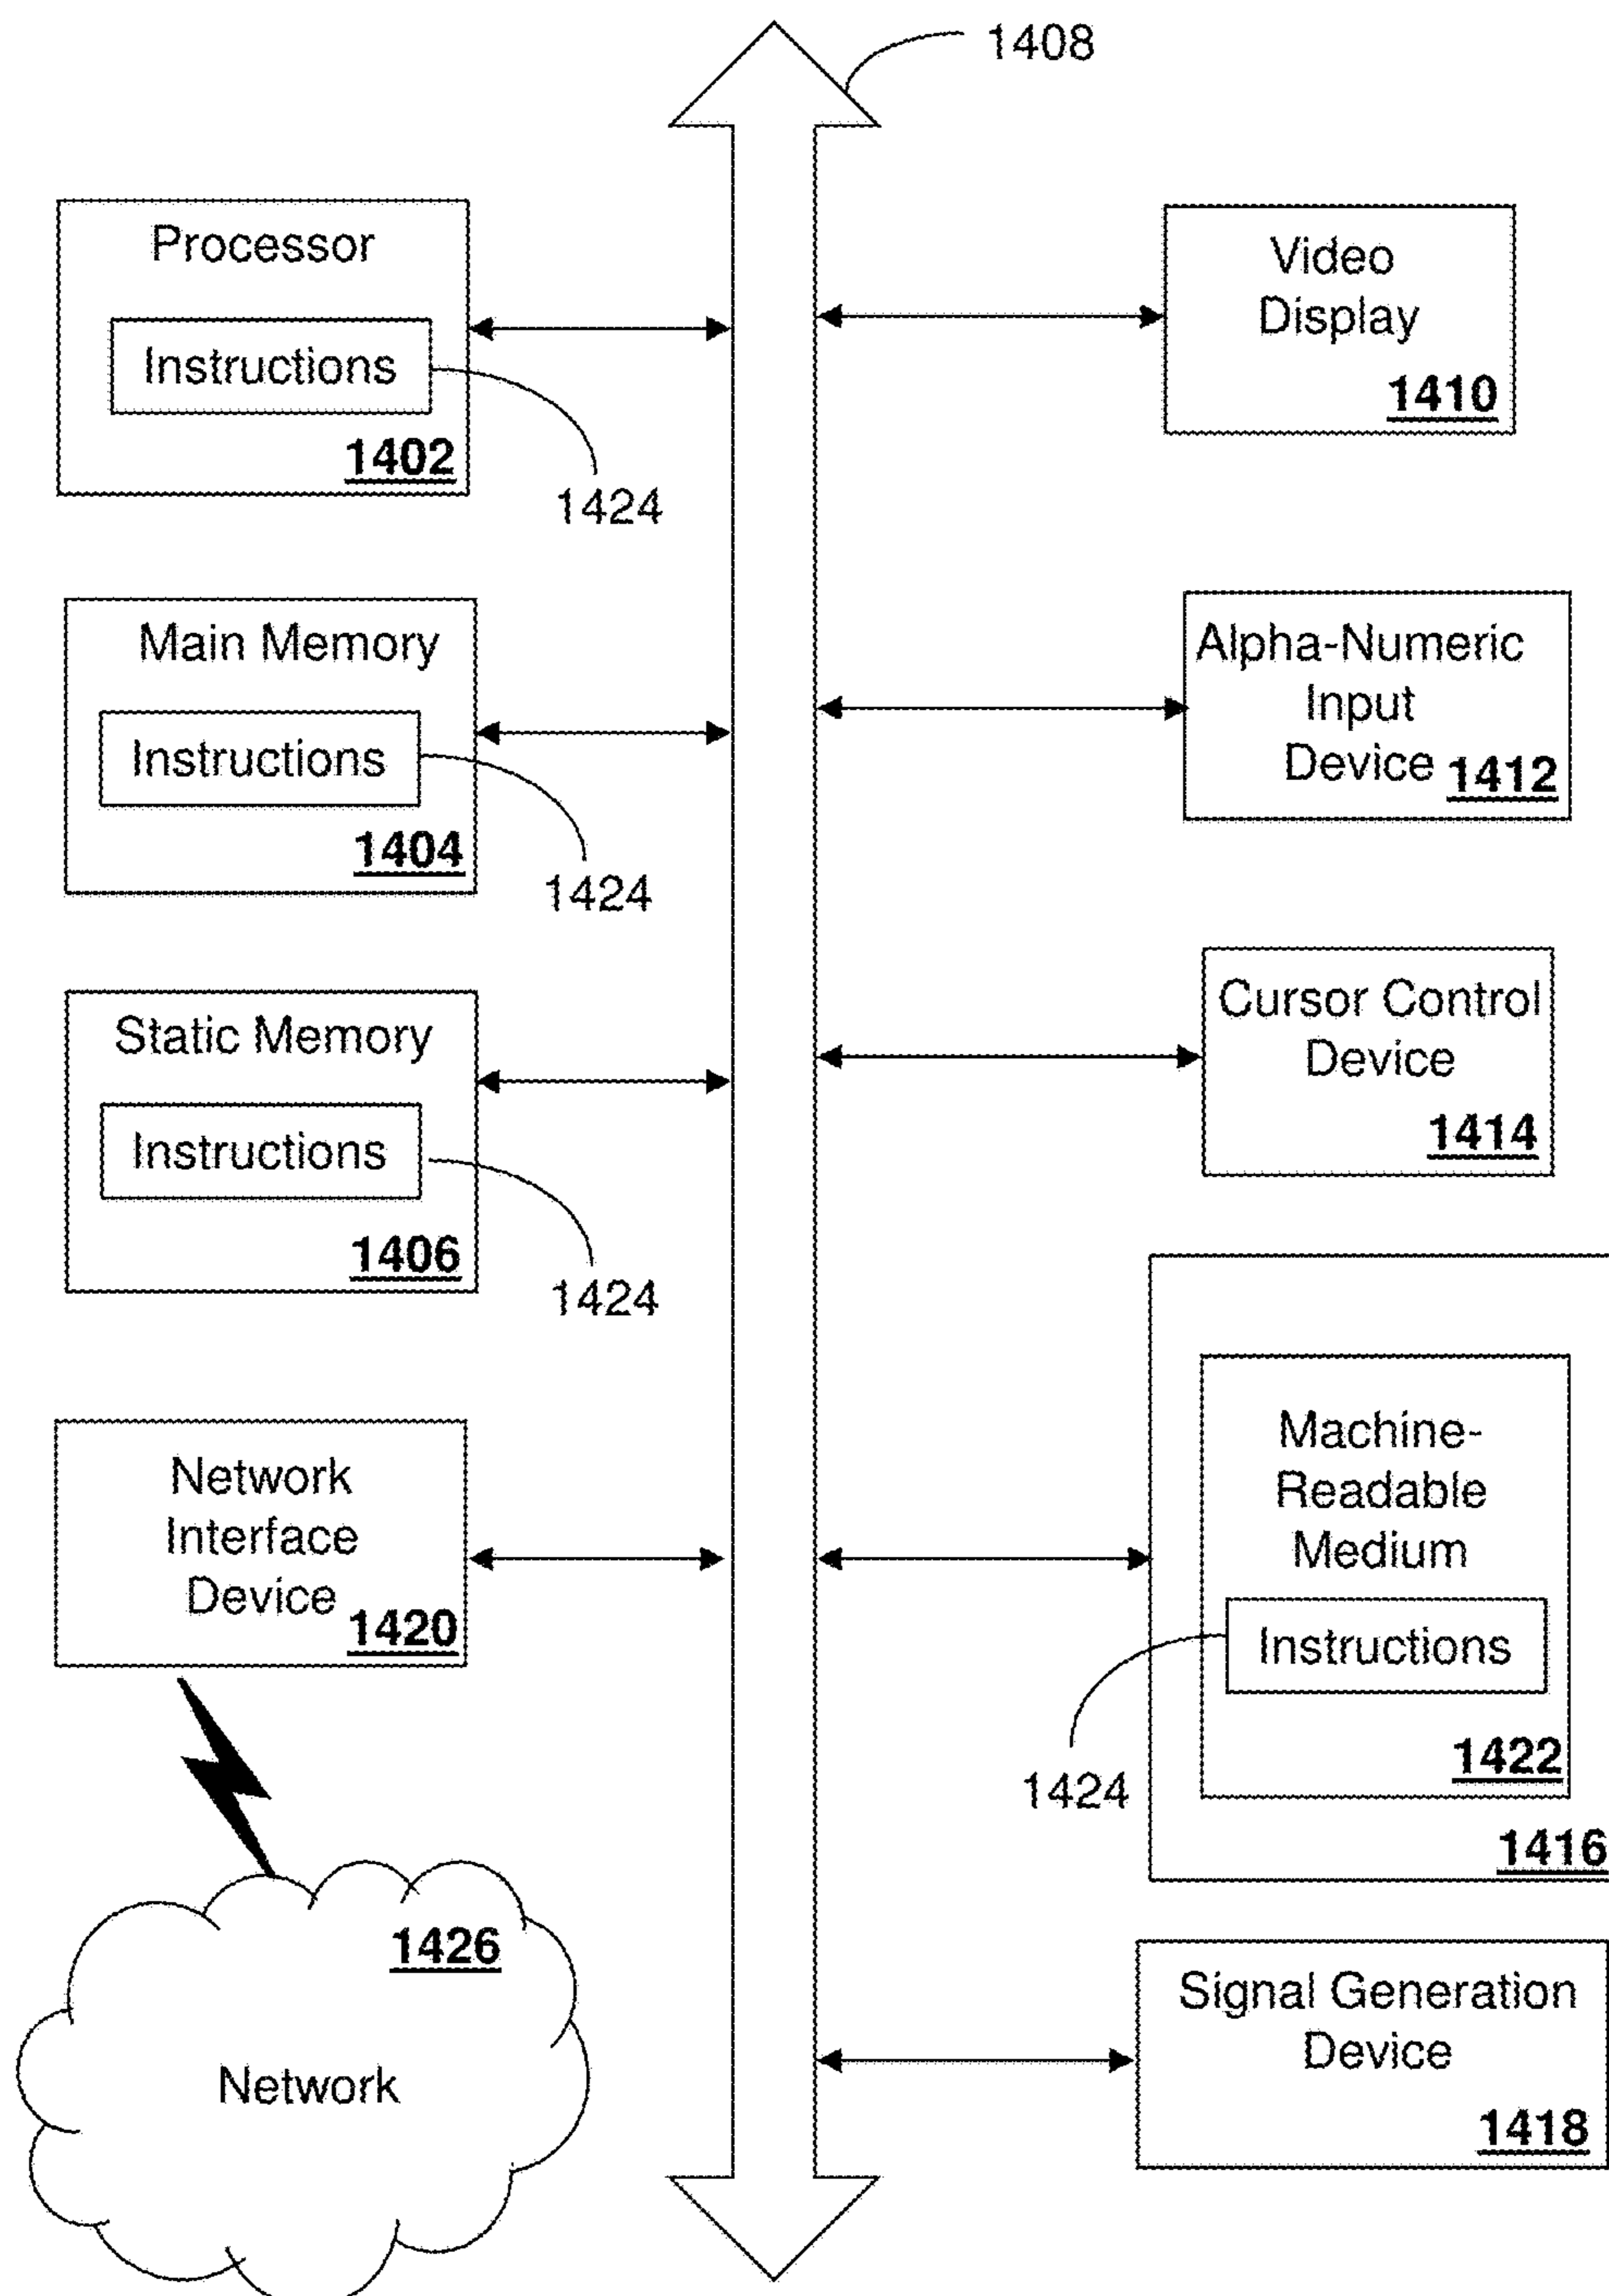 1408
Processor
Instructions
1402
1424
Main Memory
Instructions
1404
1424
Static Memory
Instructions
1406
1424
Network
Interface
Device
1420
1426
Network
Video
Display
1410
Alpha-Numeric
Input
Device
1412
Cursor Control
Device
1414
Machine-
Readable
Medium
Instructions
1424
1422
1416
Signal Generation
Device
1418